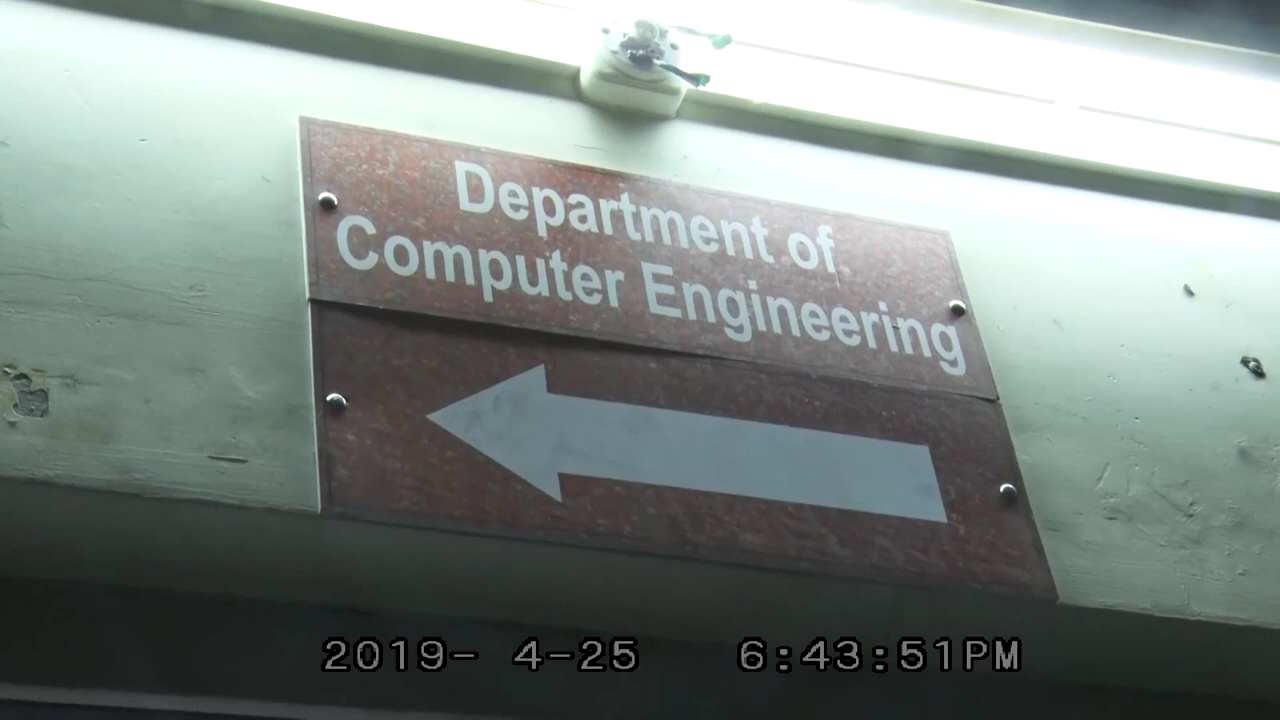 Department of
Computer Engineering
2019- 4-25 6:43:51PM